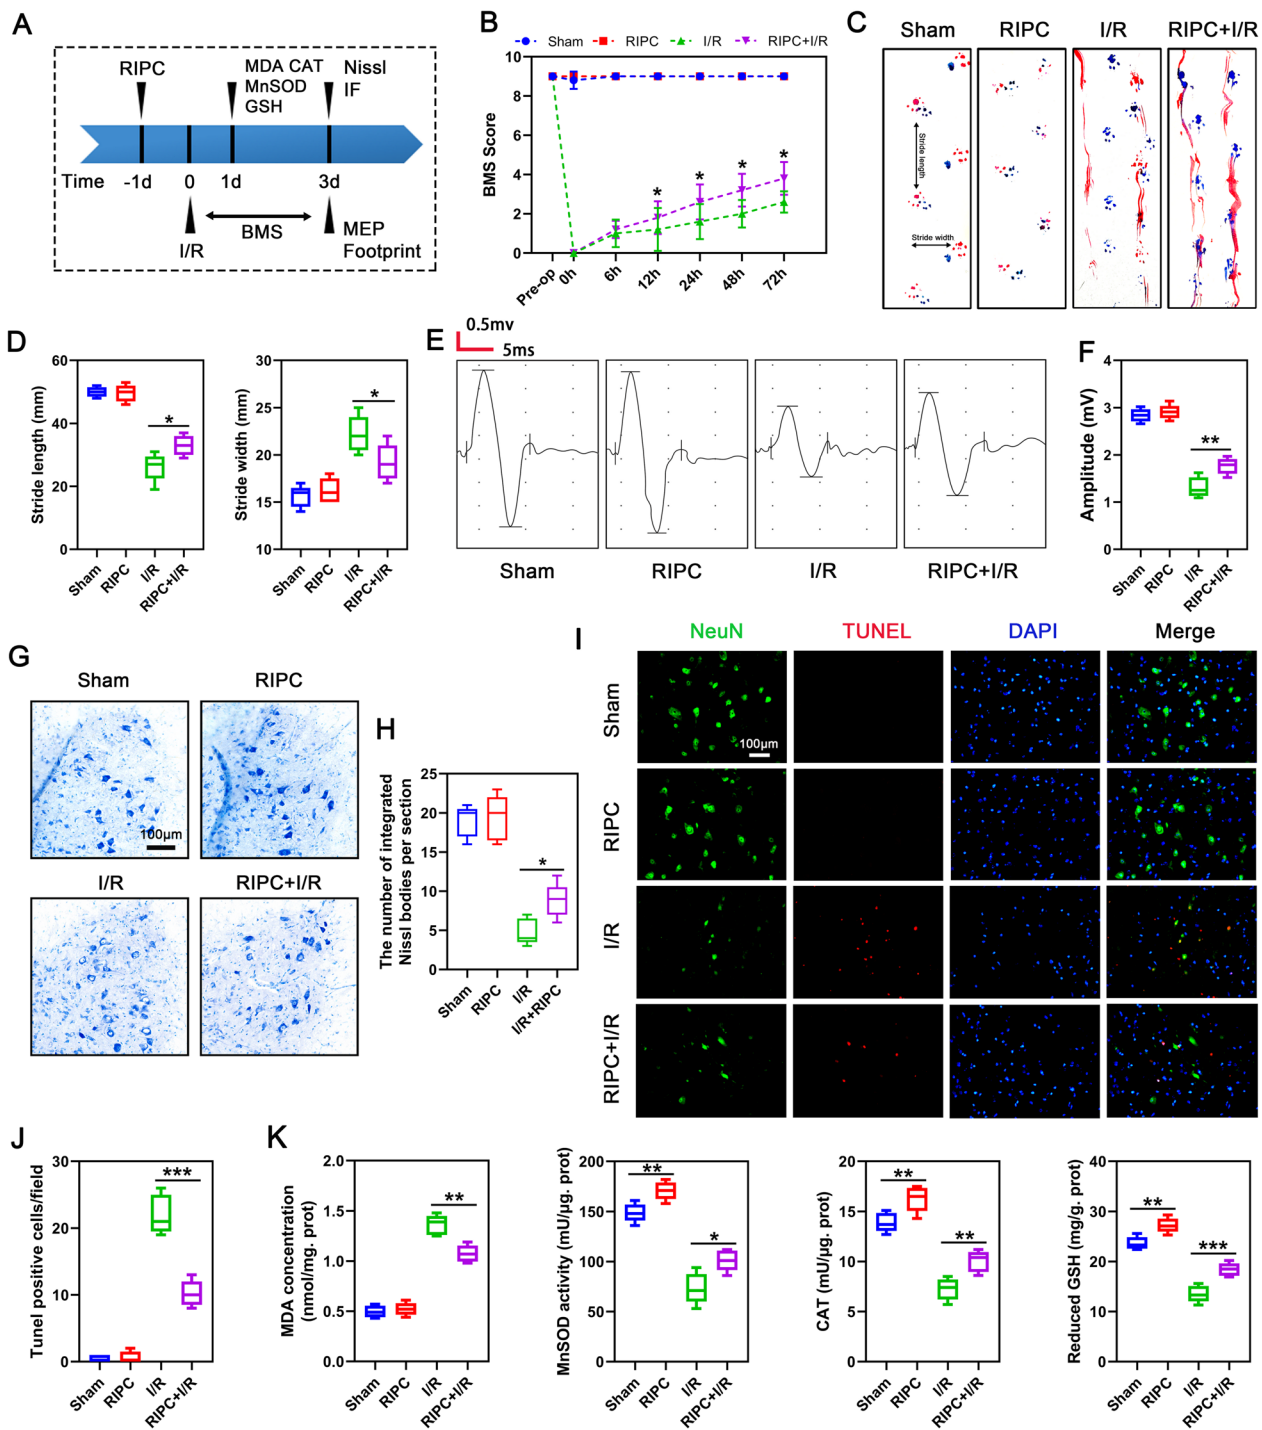 A
RIPC
MDA CAT
MnSOD
GSH
Nissl
IF
Time -1d 0 1d 3d
BMS
I/R
MEP
Footprint
B
Sham RIPC I/R RIPC+I/R
BMS Score
10
8
6
4
2
0
* * * *
Pre-op 0h 6h 12h 24h 48h 72h
C
Sham RIPC I/R RIPC+I/R
Stride length
Stride width
D
Stride length (mm)
60
40
20
0
*
Sham RIPC I/R RIPC+I/R
Stride width (mm)
30
25
20
15
10
*
Sham RIPC I/R RIPC+I/R
E
0.5mv
5ms
Sham RIPC I/R RIPC+I/R
F
Amplitude (mV)
4
3
2
1
0
**
Sham RIPC I/R RIPC+I/R
G
Sham RIPC
100μm
I/R RIPC+I/R
H
The number of integrated
Nissl bodies per section
25
20
15
10
5
0
*
Sham RIPC I/R I/R+RIPC
I
NeuN TUNEL DAPI Merge
Sham
100μm
RIPC
I/R
RIPC+I/R
J
Tunel positive cells/field
30
20
10
0
***
Sham RIPC I/R RIPC+I/R
K
MDA concentration
(nmol/mg. prot)
2.0
1.5
1.0
0.5
0.0
**
Sham RIPC I/R RIPC+I/R
MnSOD activity (mU/μg. prot)
200
150
100
50
0
**
*
Sham RIPC I/R RIPC+I/R
CAT (mU/μg. prot)
20
15
10
5
0
**
**
Sham RIPC I/R RIPC+I/R
Reduced GSH (mg/g. prot)
40
30
20
10
0
**
***
Sham RIPC I/R RIPC+I/R